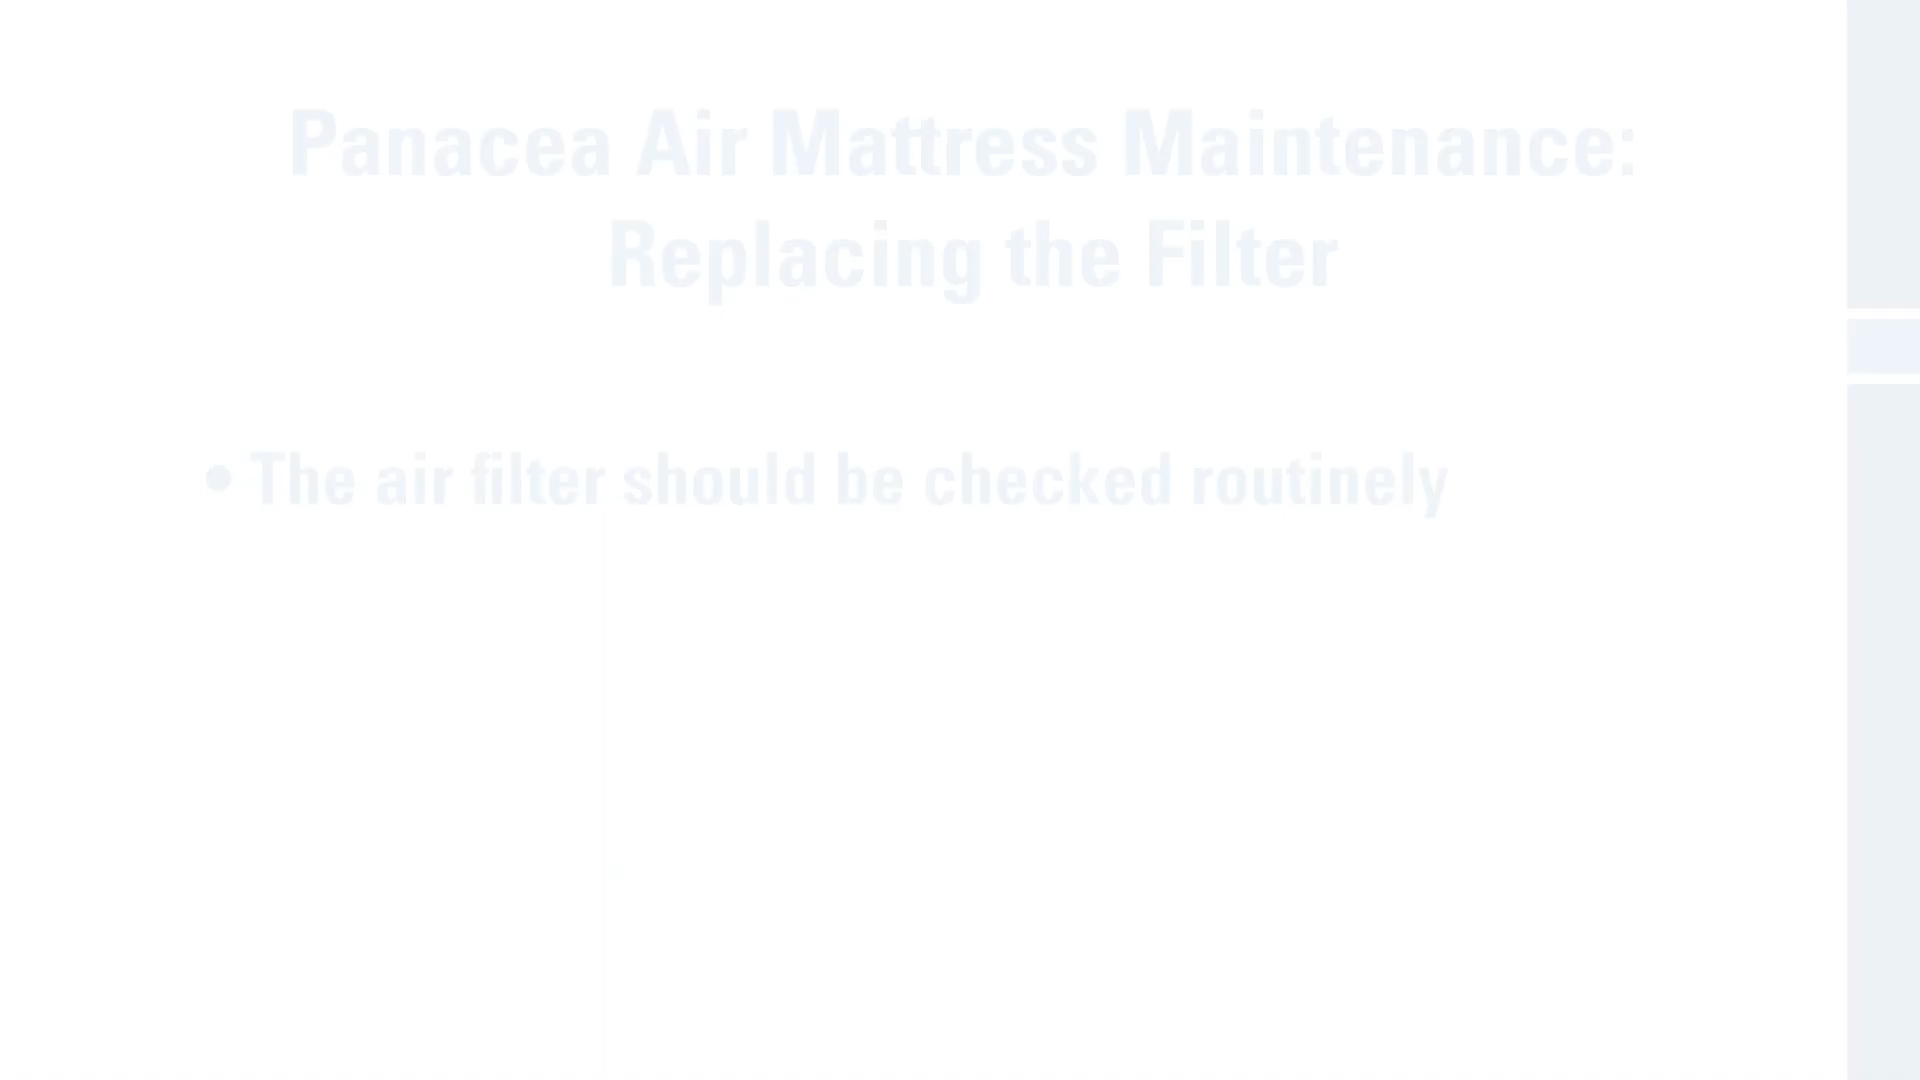 Panacea Air Mattress Maintenance:
Replacing the Filter
• The air filter should be checked routinely